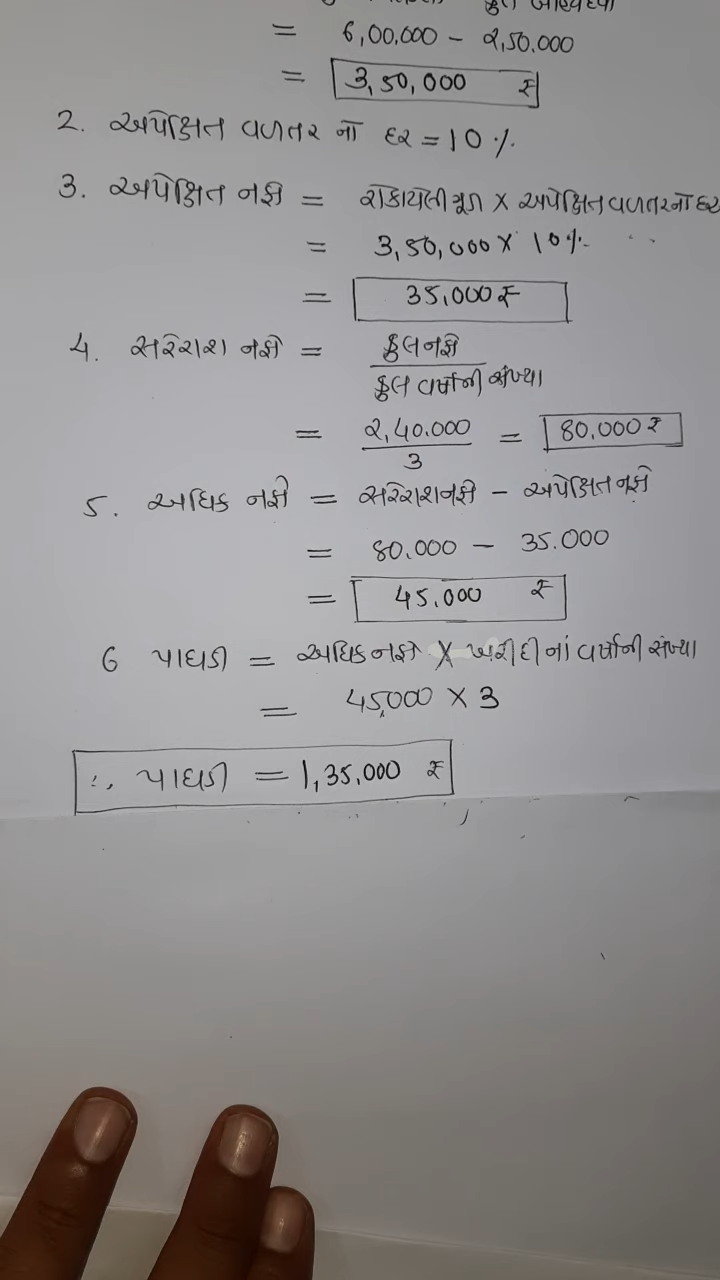 = 6,00,000 - 2,50,000
= 3,50,000 ₹
2. અપેક્ષિત વળતર નો દર = 10 %
3. અપેક્ષિત નફો = રોકાયેલી મૂડી X અપેક્ષિત વળતરનો દર
= 3,50,000 X 10 %
= 35,000 ₹
4. સરેરાશ નફો = કુલ નફો
કુલ વર્ષોની સંખ્યા
= 2,40.000 = 80,000 ₹
3
5. અધિક નફો = સરેરાશ નફો - અપેક્ષિત નફો
= 80.000 - 35.000
= 45.000 ₹
6 પાઘડી = અધિક નફો X ખરીદીનાં વર્ષોની સંખ્યા
= 45,000 X 3
∴ પાઘડી = 1,35,000 ₹